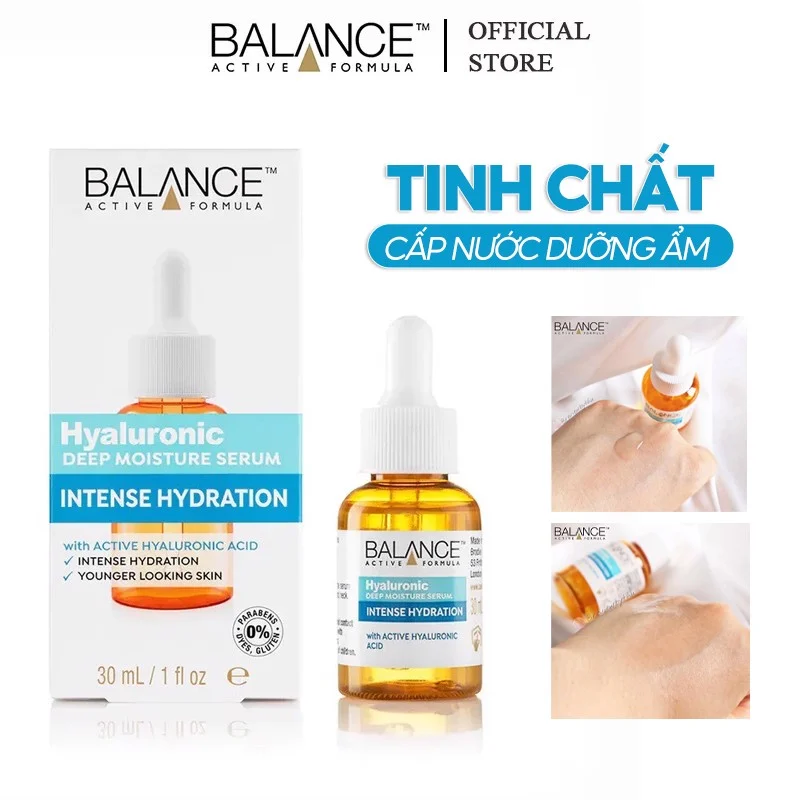 BALANCE™
ACTIVE FORMULA
OFFICIAL
STORE
BALANCE™
ACTIVE FORMULA
Hyaluronic
DEEP MOISTURE SERUM
INTENSE HYDRATION
with ACTIVE HYALURONIC ACID
✓ INTENSE HYDRATION
✓ YOUNGER LOOKING SKIN
PARABENS
0%
DYES, GLUTEN
30 mL / 1 fl oz ℮
TINH CHẤT
CẤP NƯỚC DƯỠNG ẨM
BALANCE™
ACTIVE FORMULA
Hyaluronic
DEEP MOISTURE SERUM
INTENSE HYDRATION
with ACTIVE HYALURONIC
ACID
BALANCE™
ACTIVE FORMULA
BALANCE™
ACTIVE FORMULA